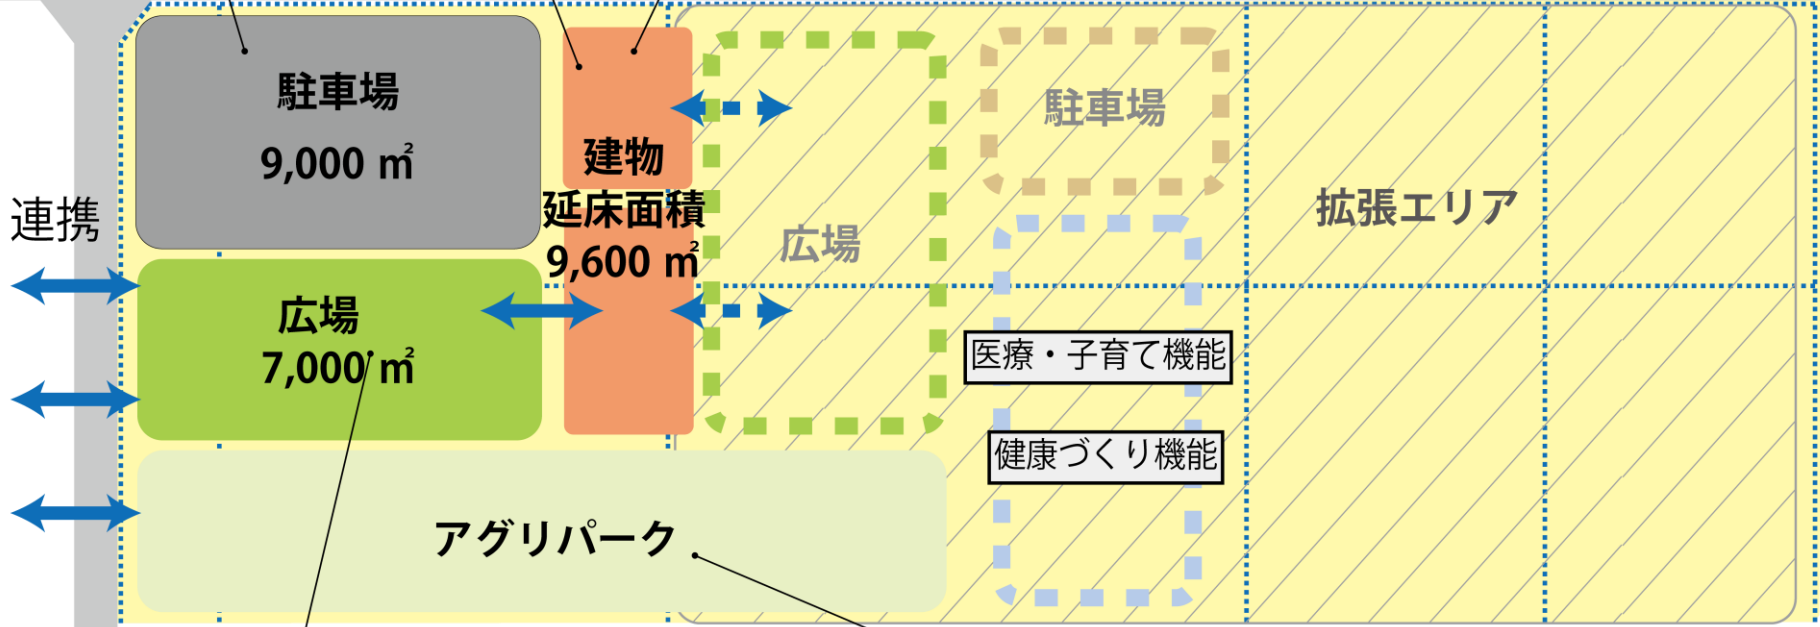 駐車場
9,000 ㎡
建物
延床面積
9,600 ㎡
連携
広場
7,000 ㎡
アグリパーク
広場
駐車場
拡張エリア
医療・子育て機能
健康づくり機能